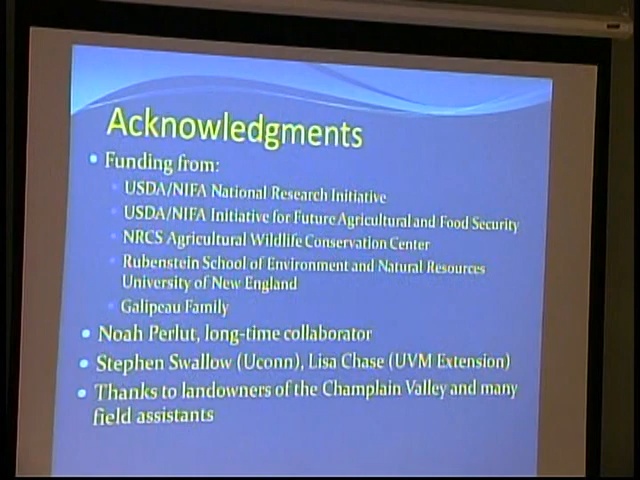 Acknowledgments
Funding from:
USDA/NIFA National Research Initiative
USDA/NIFA Initiative for Future Agricultural and Food Security
NRCS Agricultural Wildlife Conservation Center
Rubenstein School of Environment and Natural Resources
University of New England
Galipeau Family
Noah Perlut, long-time collaborator
Stephen Swallow (Uconn), Lisa Chase (UVM Extension)
Thanks to landowners of the Champlain Valley and many
field assistants